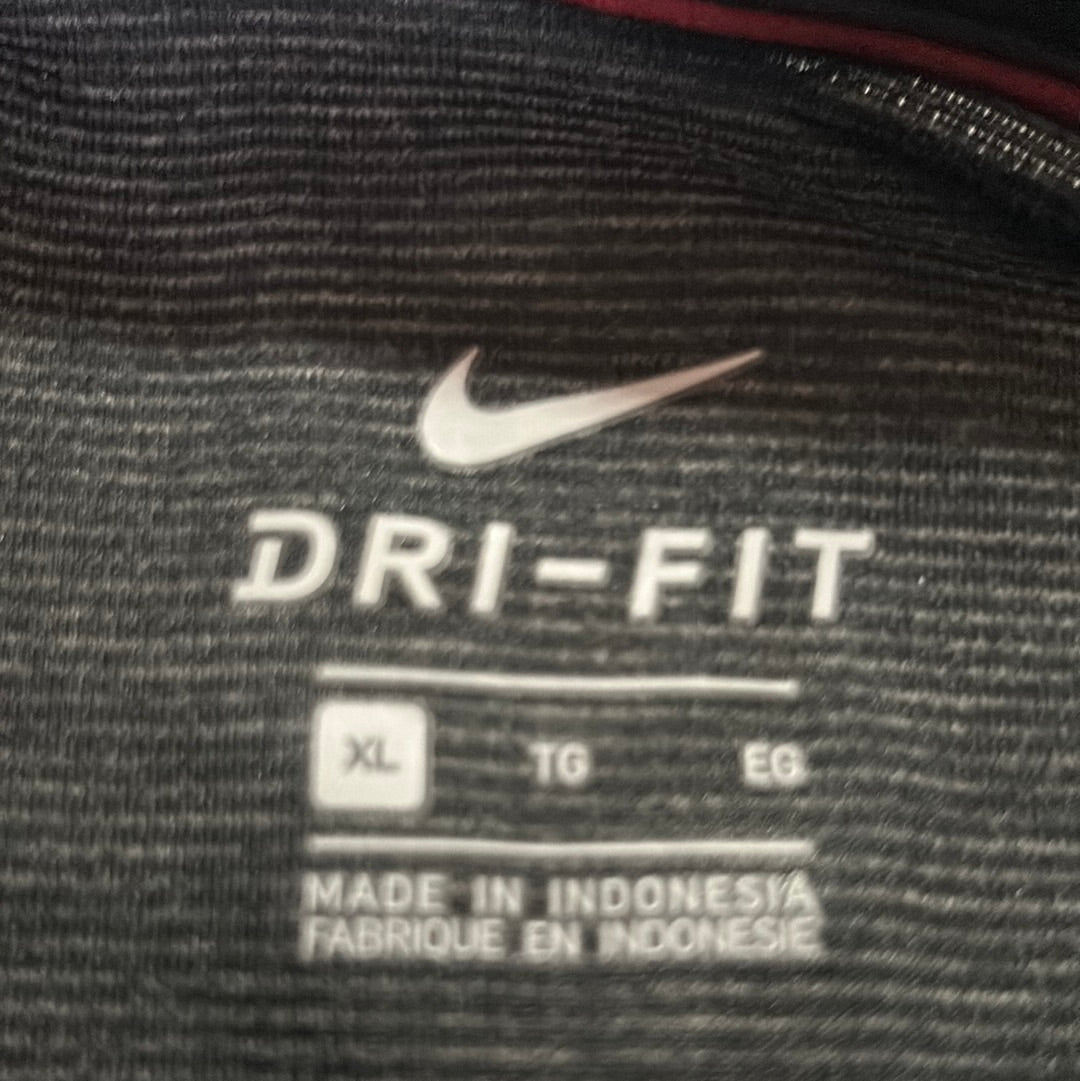 DRI-FIT
XL TG EG
MADE IN INDONESIA
FABRIQUE EN INDONESIE